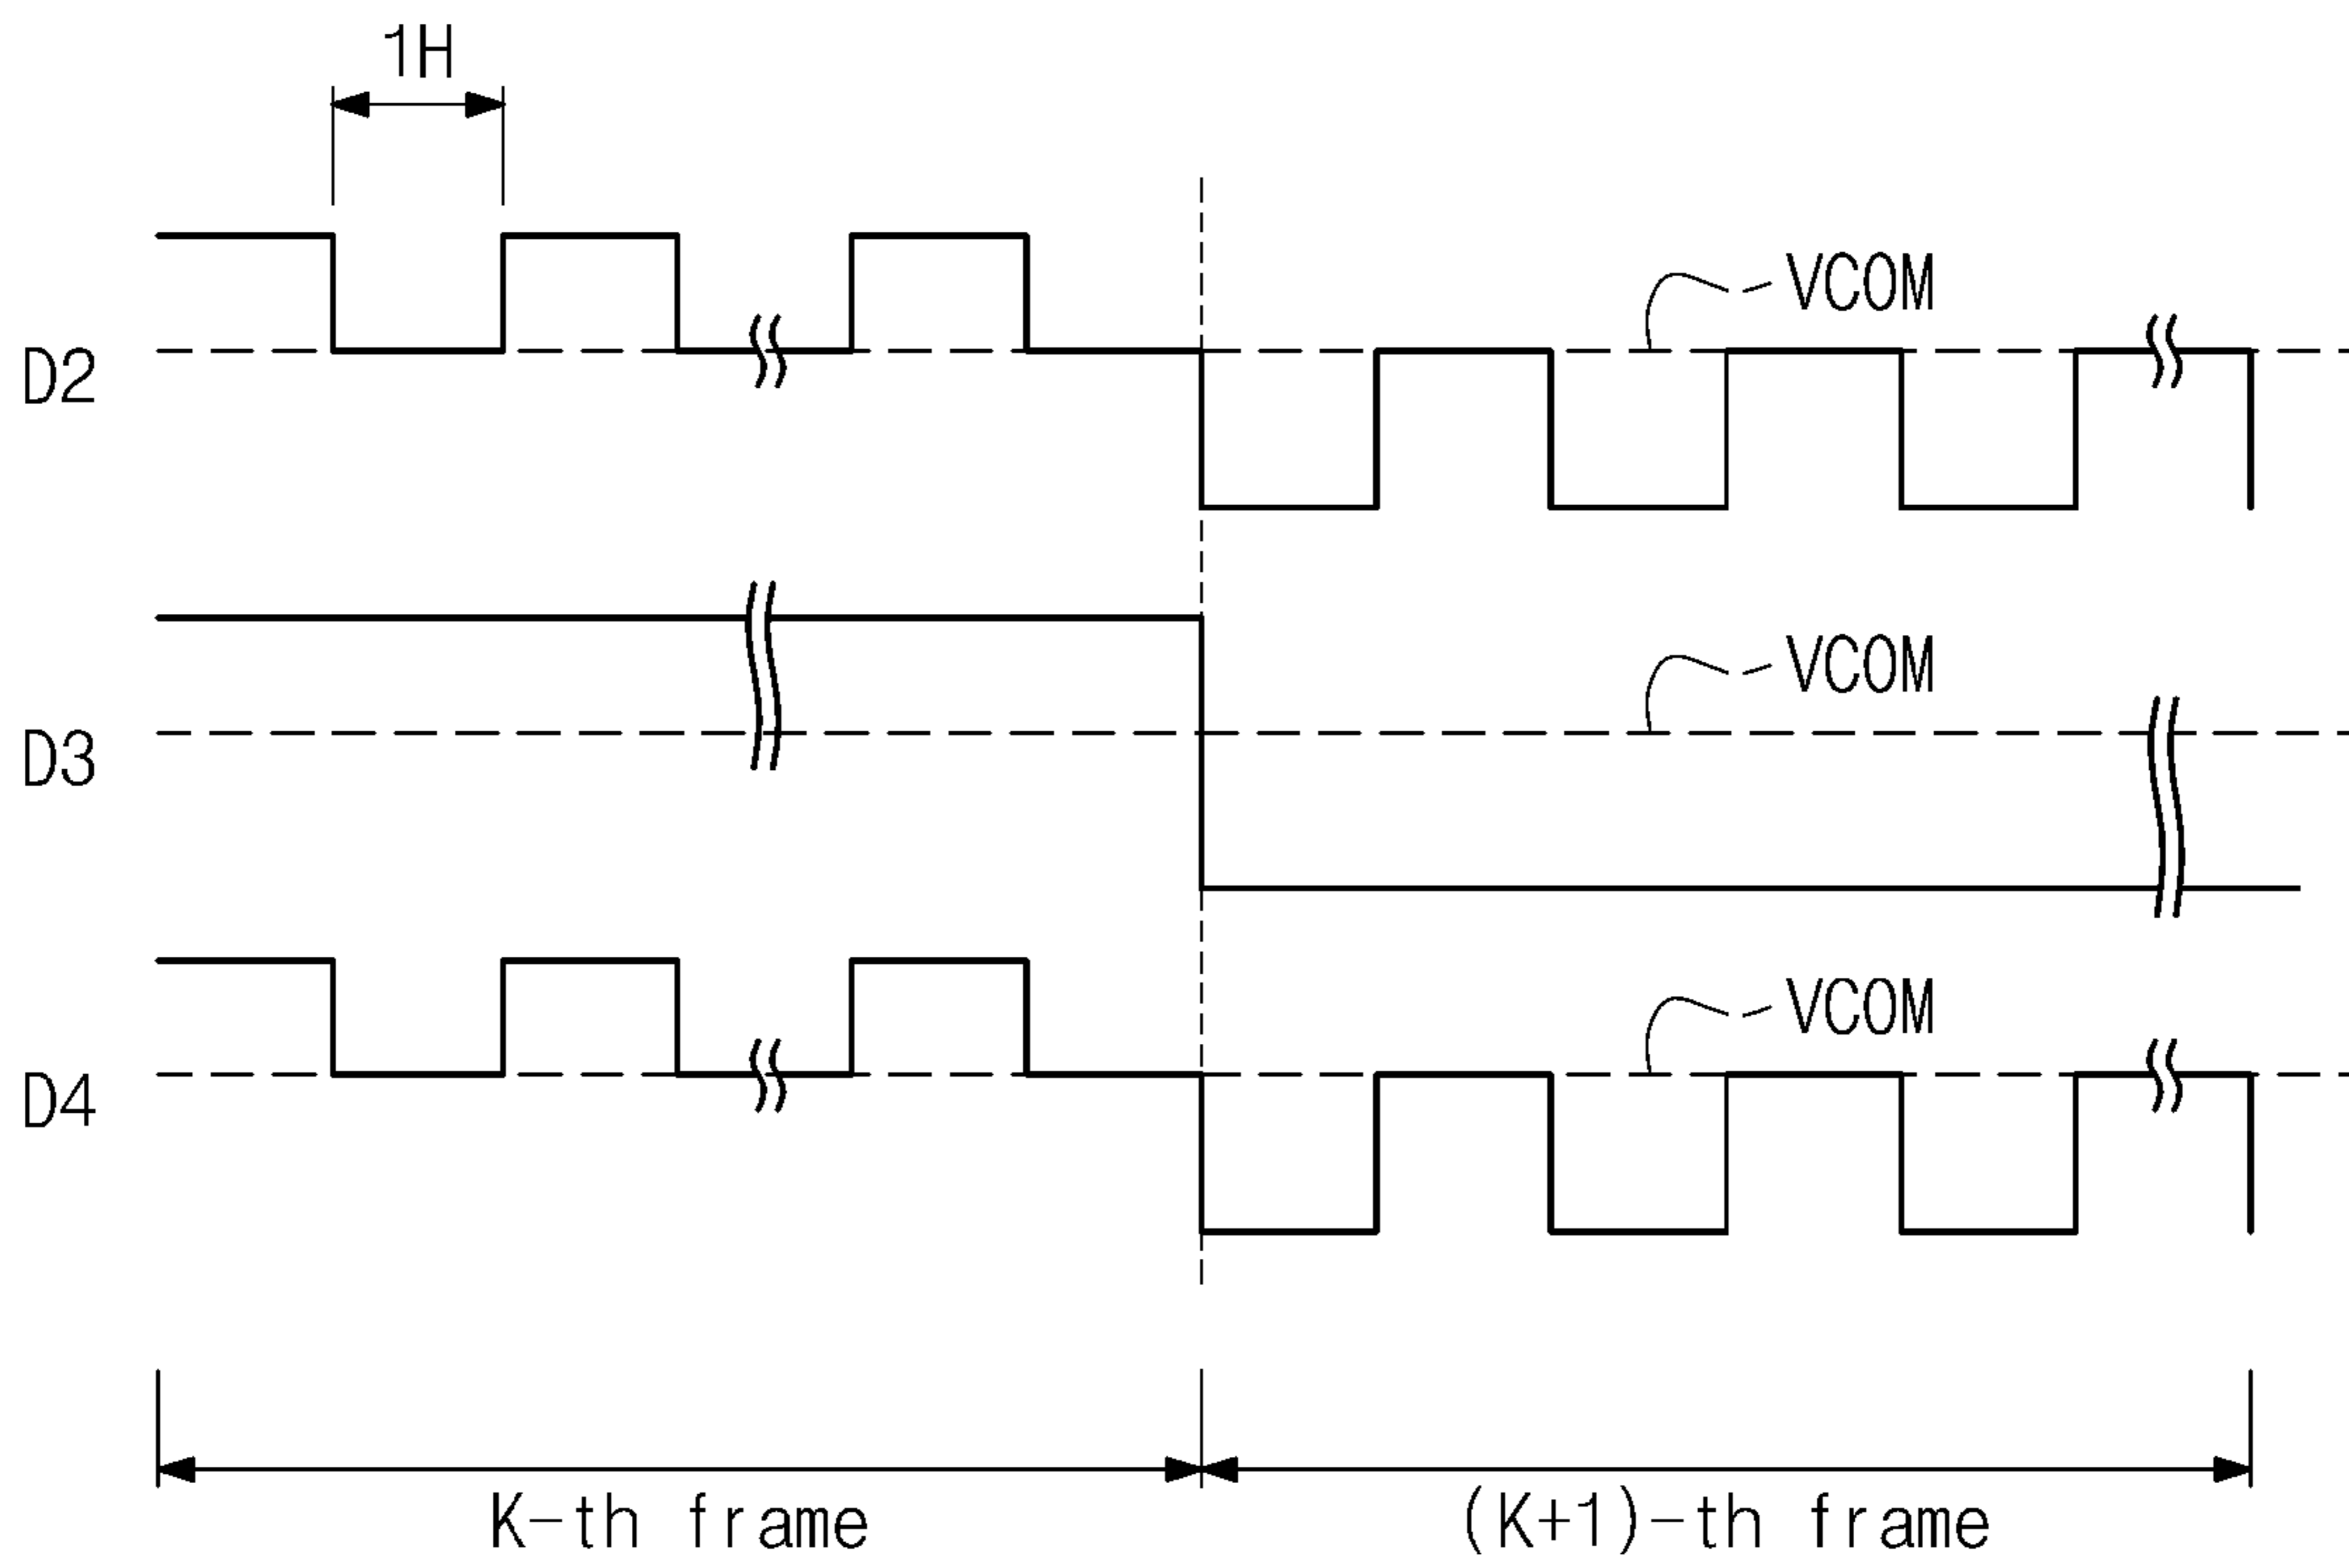 1H
VCOM
D2
VCOM
D3
VCOM
D4
K-th frame
(K+1)-th frame